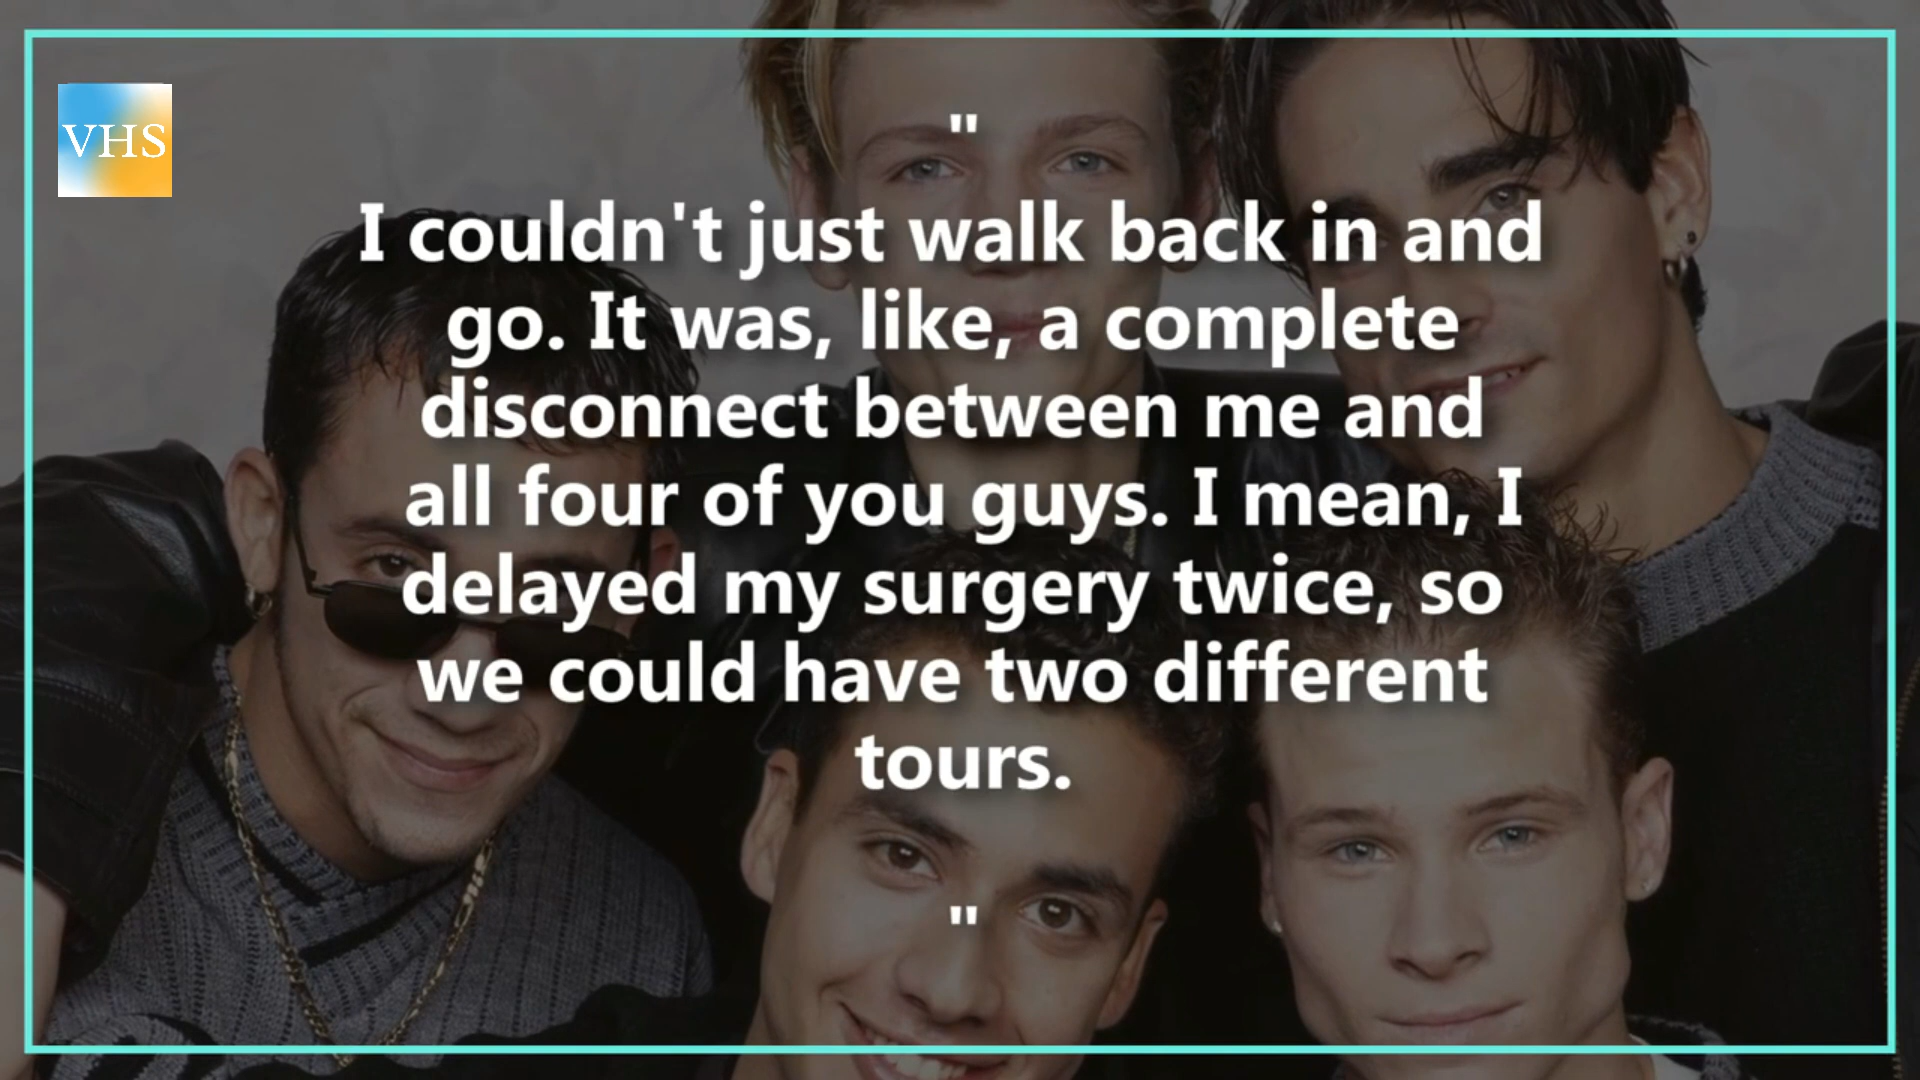 VHS
"
I couldn't just walk back in and
go. It was, like, a complete
disconnect between me and
all four of you guys. I mean, I
delayed my surgery twice, so
we could have two different
tours.
"